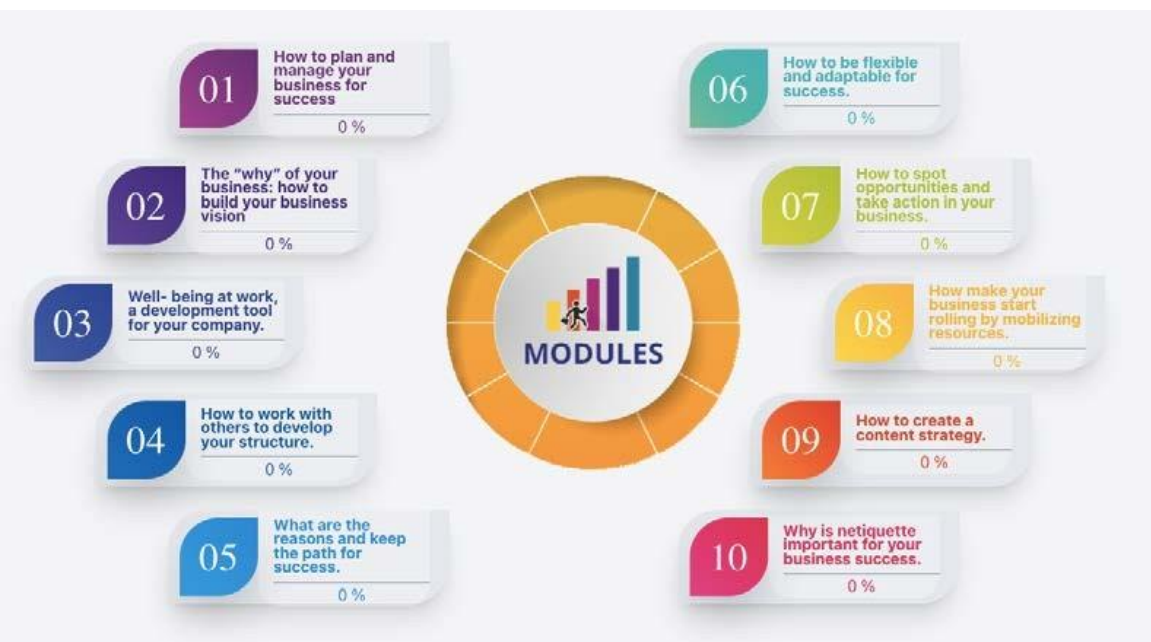 01
How to plan and
manage your
business for
success
0 %
02
The "why" of your
business: how to
build your business
vision
0 %
03
Well- being at work,
a development tool
for your company.
0 %
04
How to work with
others to develop
your structure.
0 %
05
What are the
reasons and keep
the path for
success.
0 %
MODULES
06
How to be flexible
and adaptable for
success.
0 %
07
How to spot
opportunities and
take action in your
business.
0 %
08
How make your
business start
rolling by mobilizing
resources.
0 %
09
How to create a
content strategy.
0 %
10
Why is netiquette
important for your
business success.
0 %